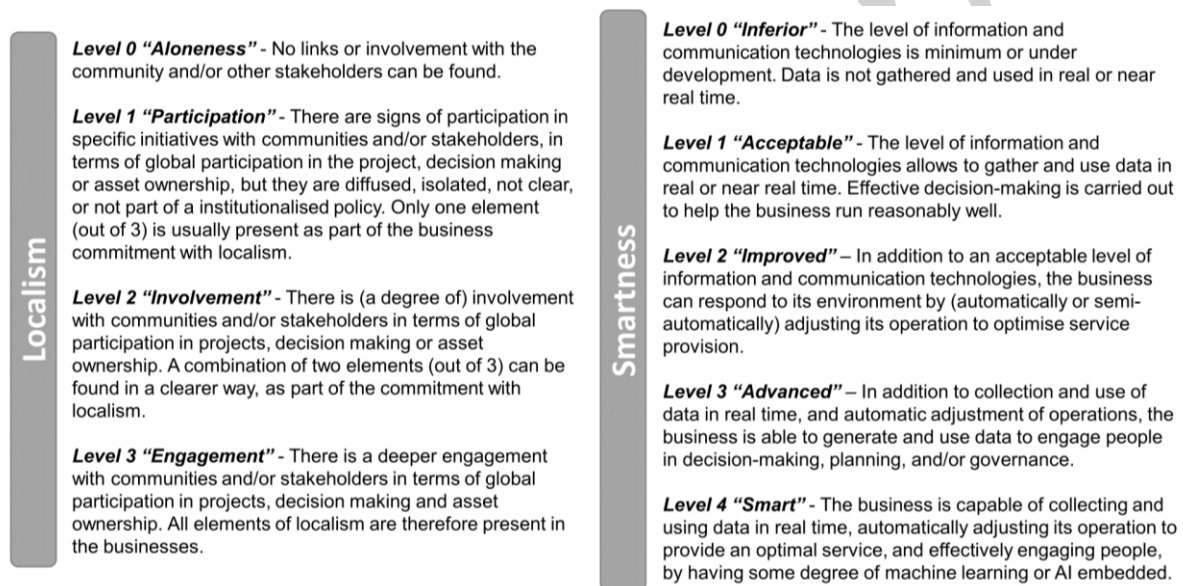 Localism
Level 0 “Aloneness” - No links or involvement with the
community and/or other stakeholders can be found.
Level 1 “Participation” - There are signs of participation in
specific initiatives with communities and/or stakeholders, in
terms of global participation in the project, decision making
or asset ownership, but they are diffused, isolated, not clear,
or not part of a institutionalised policy. Only one element
(out of 3) is usually present as part of the business
commitment with localism.
Level 2 “Involvement” - There is (a degree of) involvement
with communities and/or stakeholders in terms of global
participation in projects, decision making or asset
ownership. A combination of two elements (out of 3) can be
found in a clearer way, as part of the commitment with
localism.
Level 3 “Engagement” - There is a deeper engagement
with communities and/or stakeholders in terms of global
participation in projects, decision making and asset
ownership. All elements of localism are therefore present in
the businesses.
Smartness
Level 0 “Inferior” - The level of information and
communication technologies is minimum or under
development. Data is not gathered and used in real or near
real time.
Level 1 “Acceptable” - The level of information and
communication technologies allows to gather and use data in
real or near real time. Effective decision-making is carried out
to help the business run reasonably well.
Level 2 “Improved” – In addition to an acceptable level of
information and communication technologies, the business
can respond to its environment by (automatically or semi-
automatically) adjusting its operation to optimise service
provision.
Level 3 “Advanced” – In addition to collection and use of
data in real time, and automatic adjustment of operations, the
business is able to generate and use data to engage people
in decision-making, planning, and/or governance.
Level 4 “Smart” - The business is capable of collecting and
using data in real time, automatically adjusting its operation to
provide an optimal service, and effectively engaging people,
by having some degree of machine learning or AI embedded.